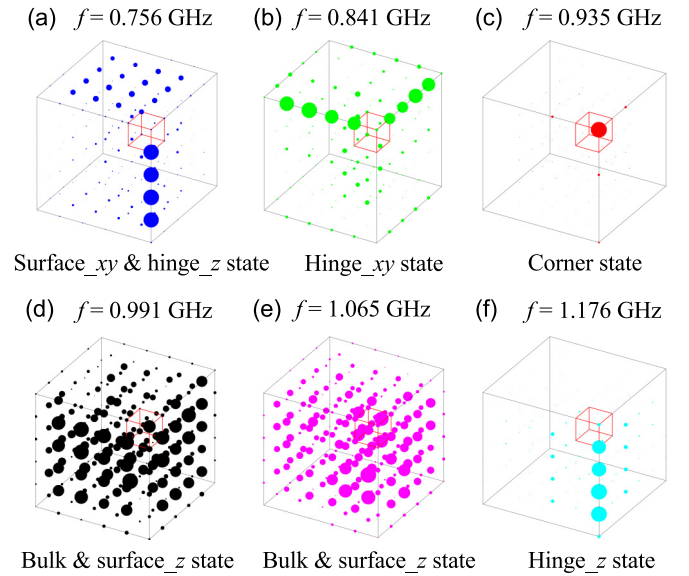 (a) f = 0.756 GHz
(b) f = 0.841 GHz
(c) f = 0.935 GHz
Surface_xy & hinge_z state
Hinge_xy state
Corner state
(d) f = 0.991 GHz
(e) f = 1.065 GHz
(f) f = 1.176 GHz
Bulk & surface_z state
Bulk & surface_z state
Hinge_z state